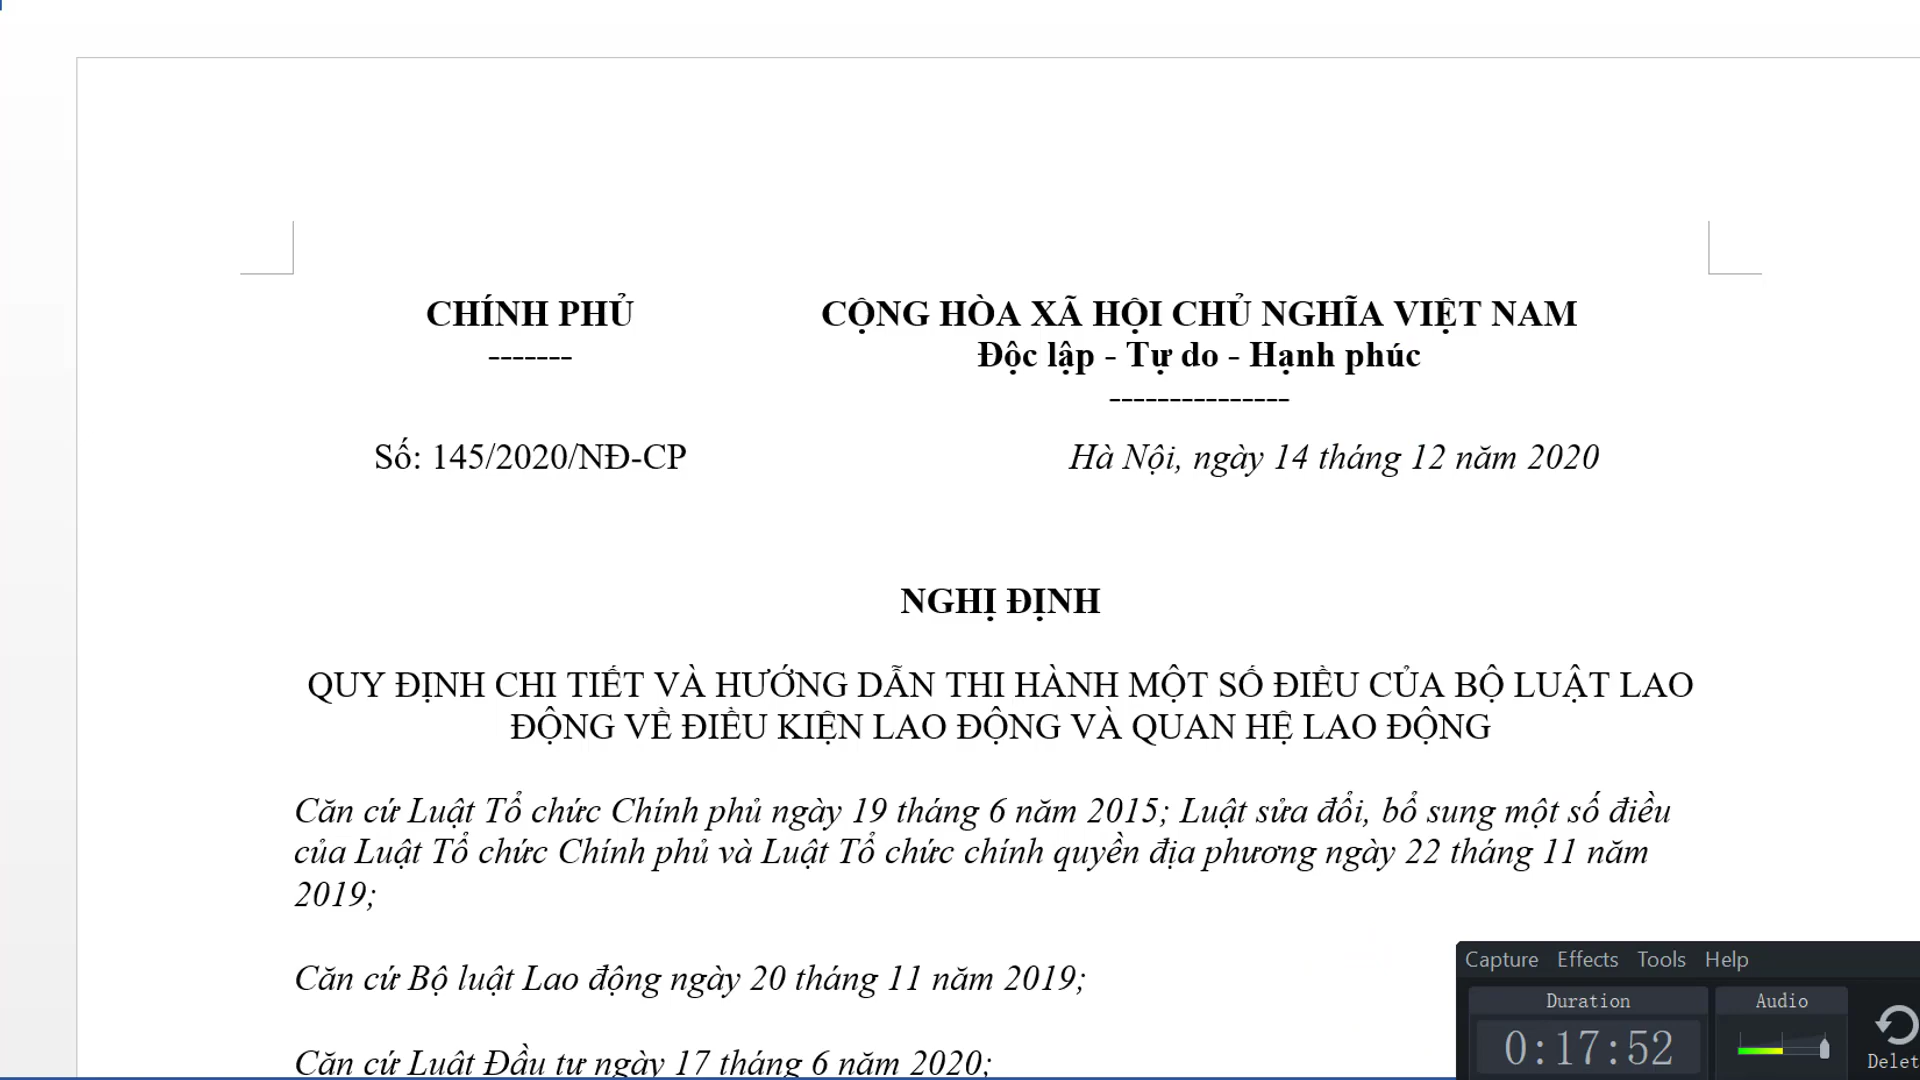 CHÍNH PHỦ
-------
CỘNG HÒA XÃ HỘI CHỦ NGHĨA VIỆT NAM
Độc lập - Tự do - Hạnh phúc
---------------
Số: 145/2020/NĐ-CP
Hà Nội, ngày 14 tháng 12 năm 2020
NGHỊ ĐỊNH
QUY ĐỊNH CHI TIẾT VÀ HƯỚNG DẪN THI HÀNH MỘT SỐ ĐIỀU CỦA BỘ LUẬT LAO
ĐỘNG VỀ ĐIỀU KIỆN LAO ĐỘNG VÀ QUAN HỆ LAO ĐỘNG
Căn cứ Luật Tổ chức Chính phủ ngày 19 tháng 6 năm 2015; Luật sửa đổi, bổ sung một số điều
của Luật Tổ chức Chính phủ và Luật Tổ chức chính quyền địa phương ngày 22 tháng 11 năm
2019;
Căn cứ Bộ luật Lao động ngày 20 tháng 11 năm 2019;
Căn cứ Luật Đầu tư ngày 17 tháng 6 năm 2020;
Capture Effects Tools Help
Duration
Audio
0:17:52
Delet